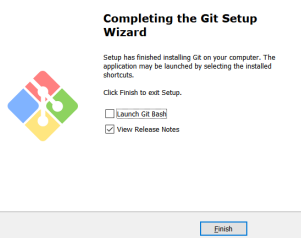 Completing the Git Setup
Wizard
Setup has finished installing Git on your computer. The
application may be launched by selecting the installed
shortcuts.
Click Finish to exit Setup.
Launch Git Bash
View Release Notes
Finish